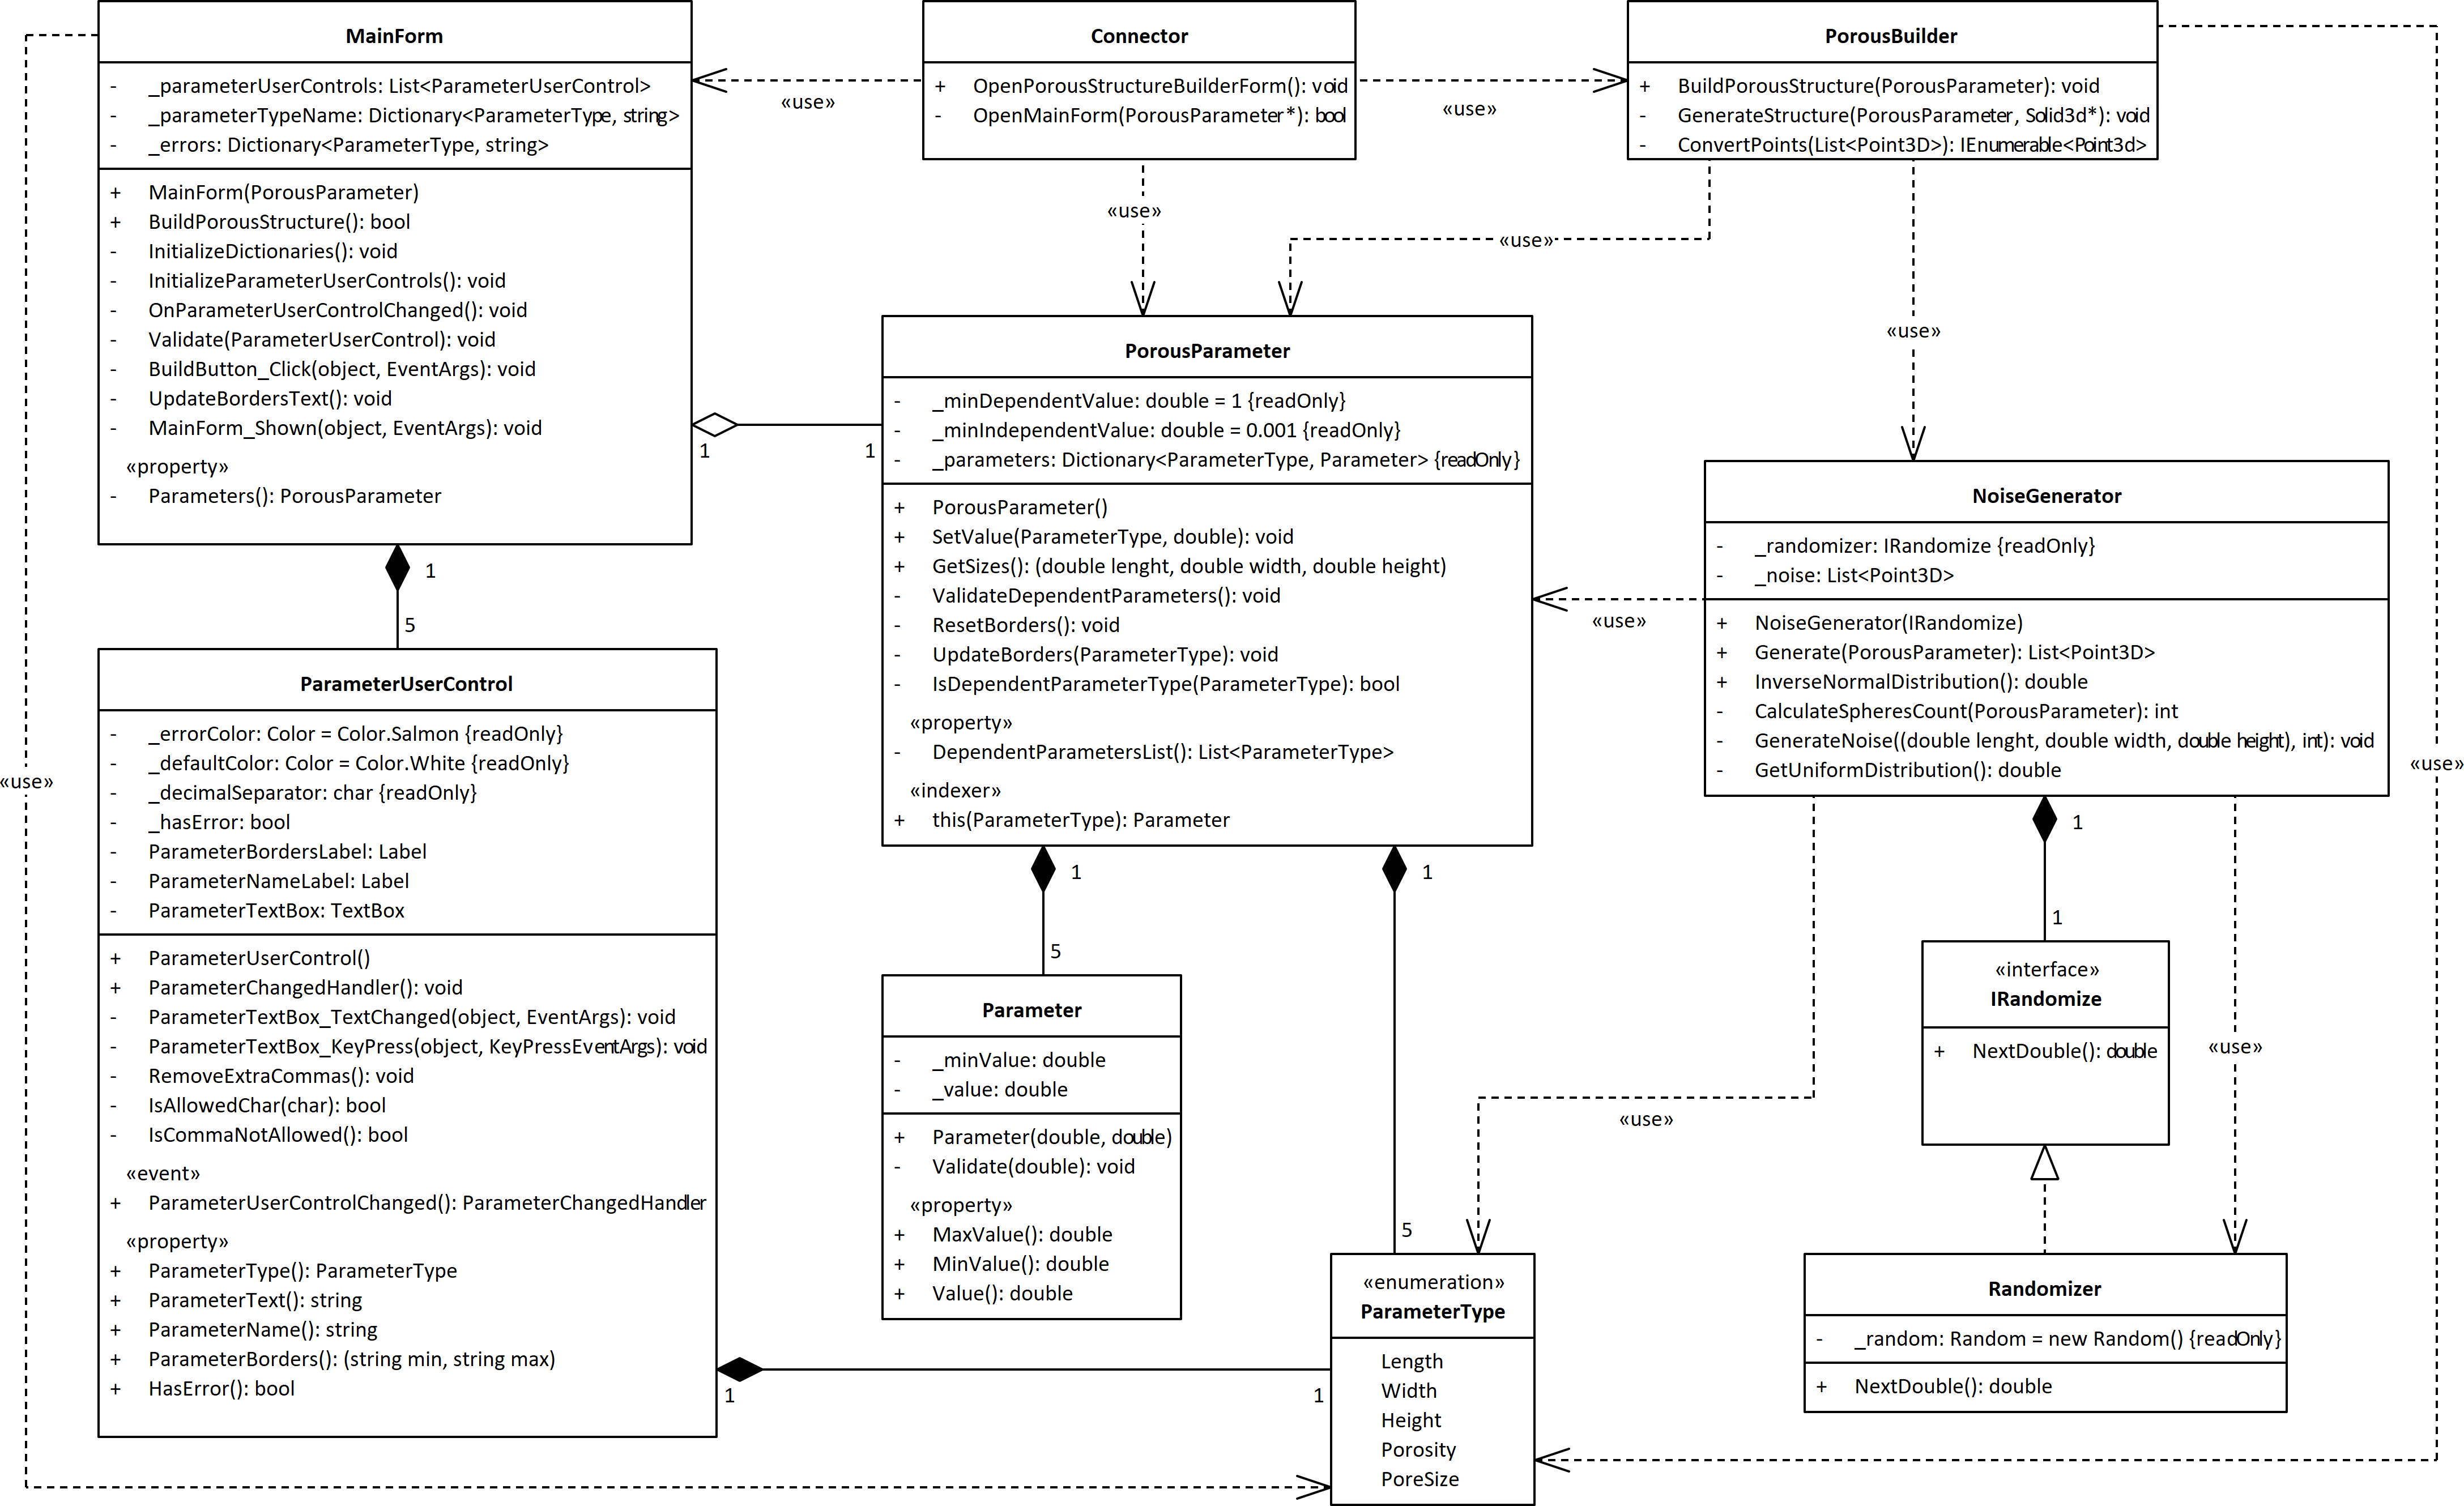 MainForm
- _parameterUserControls: List<ParameterUserControl>
- _parameterTypeName: Dictionary<ParameterType, string>
- _errors: Dictionary<ParameterType, string>
+ MainForm(PorousParameter)
+ BuildPorousStructure(): bool
- InitializeDictionaries(): void
- InitializeParameterUserControls(): void
- OnParameterUserControlChanged(): void
- Validate(ParameterUserControl): void
- BuildButton_Click(object, EventArgs): void
- UpdateBordersText(): void
- MainForm_Shown(object, EventArgs): void
«property»
- Parameters(): PorousParameter
«use»
Connector
+ OpenPorousStructureBuilderForm(): void
- OpenMainForm(PorousParameter*): bool
«use»
PorousBuilder
+ BuildPorousStructure(PorousParameter): void
- GenerateStructure(PorousParameter, Solid3d*): void
- ConvertPoints(List<Point3D>): IEnumerable<Point3d>
«use»
«use»
«use»
1
1
PorousParameter
- _minDependentValue: double = 1 {readOnly}
- _minIndependentValue: double = 0.001 {readOnly}
- _parameters: Dictionary<ParameterType, Parameter> {readOnly}
+ PorousParameter()
+ SetValue(ParameterType, double): void
+ GetSizes(): (double lenght, double width, double height)
- ValidateDependentParameters(): void
- ResetBorders(): void
- UpdateBorders(ParameterType): void
- IsDependentParameterType(ParameterType): bool
«property»
- DependentParametersList(): List<ParameterType>
«indexer»
+ this(ParameterType): Parameter
«use»
NoiseGenerator
- _randomizer: IRandomize {readOnly}
- _noise: List<Point3D>
+ NoiseGenerator(IRandomize)
+ Generate(PorousParameter): List<Point3D>
+ InverseNormalDistribution(): double
- CalculateSpheresCount(PorousParameter): int
- GenerateNoise((double lenght, double width, double height), int): void
- GetUniformDistribution(): double
«use»
1
5
«use»
ParameterUserControl
- _errorColor: Color = Color.Salmon {readOnly}
- _defaultColor: Color = Color.White {readOnly}
- _decimalSeparator: char {readOnly}
- _hasError: bool
- ParameterBordersLabel: Label
- ParameterNameLabel: Label
- ParameterTextBox: TextBox
+ ParameterUserControl()
+ ParameterChangedHandler(): void
- ParameterTextBox_TextChanged(object, EventArgs): void
- ParameterTextBox_KeyPress(object, KeyPressEventArgs): void
- RemoveExtraCommas(): void
- IsAllowedChar(char): bool
- IsCommaNotAllowed(): bool
«event»
+ ParameterUserControlChanged(): ParameterChangedHandler
«property»
+ ParameterType(): ParameterType
+ ParameterText(): string
+ ParameterName(): string
+ ParameterBorders(): (string min, string max)
+ HasError(): bool
1
5
Parameter
- _minValue: double
- _value: double
+ Parameter(double, double)
- Validate(double): void
«property»
+ MaxValue(): double
+ MinValue(): double
+ Value(): double
1
5
1
1
«use»
«enumeration»
ParameterType
Length
Width
Height
Porosity
PoreSize
1
1
«interface»
IRandomize
+ NextDouble(): double
«use»
Randomizer
- _random: Random = new Random() {readOnly}
+ NextDouble(): double